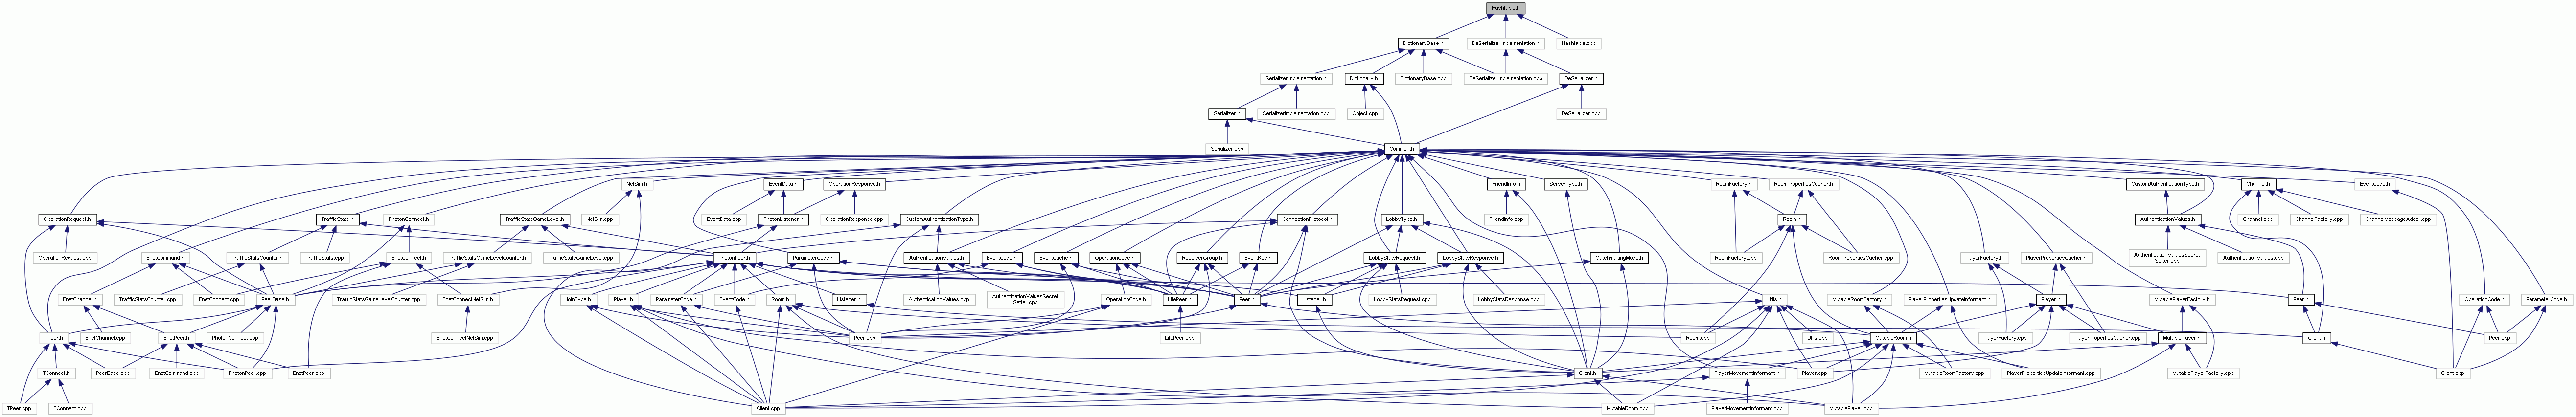 Hashtable.h
DictionaryBase.h
DeSerializerImplementation.h
Hashtable.cpp
SerializerImplementation.h
Dictionary.h
DictionaryBase.cpp
DeSerializerImplementation.cpp
DeSerializer.h
Serializer.h
SerializerImplementation.cpp
Object.cpp
DeSerializer.cpp
Serializer.cpp
Common.h
NetSim.h
EventData.h
OperationResponse.h
FriendInfo.h
ServerType.h
RoomFactory.h
RoomPropertiesCacher.h
CustomAuthenticationType.h
Channel.h
EventCode.h
OperationRequest.h
TrafficStats.h
PhotonConnect.h
TrafficStatsGameLevel.h
NetSim.cpp
EventData.cpp
PhotonListener.h
OperationResponse.cpp
CustomAuthenticationType.h
ConnectionProtocol.h
LobbyType.h
FriendInfo.cpp
Room.h
AuthenticationValues.h
Channel.cpp
ChannelFactory.cpp
ChannelMessageAdder.cpp
OperationRequest.cpp
EnetCommand.h
TrafficStatsCounter.h
TrafficStats.cpp
EnetConnect.h
TrafficStatsGameLevelCounter.h
TrafficStatsGameLevel.cpp
PhotonPeer.h
ParameterCode.h
AuthenticationValues.h
EventCode.h
EventCache.h
OperationCode.h
ReceiverGroup.h
EventKey.h
LobbyStatsRequest.h
LobbyStatsResponse.h
MatchmakingMode.h
RoomFactory.cpp
RoomPropertiesCacher.cpp
PlayerFactory.h
PlayerPropertiesCacher.h
AuthenticationValuesSecret
Setter.cpp
AuthenticationValues.cpp
EnetChannel.h
TrafficStatsCounter.cpp
EnetConnect.cpp
PeerBase.h
TrafficStatsGameLevelCounter.cpp
EnetConnectNetSim.h
JoinType.h
Player.h
ParameterCode.h
EventCode.h
Room.h
Listener.h
AuthenticationValues.cpp
AuthenticationValuesSecret
Setter.cpp
OperationCode.h
LitePeer.h
Peer.h
Listener.h
LobbyStatsRequest.cpp
LobbyStatsResponse.cpp
Utils.h
MutableRoomFactory.h
PlayerPropertiesUpdateInformant.h
Player.h
MutablePlayerFactory.h
Peer.h
OperationCode.h
ParameterCode.h
TPeer.h
EnetChannel.cpp
EnetPeer.h
PhotonConnect.cpp
EnetConnectNetSim.cpp
Peer.cpp
LitePeer.cpp
Room.cpp
Utils.cpp
MutableRoom.h
PlayerFactory.cpp
PlayerPropertiesCacher.cpp
MutablePlayer.h
Client.h
Peer.cpp
TConnect.h
PeerBase.cpp
EnetCommand.cpp
PhotonPeer.cpp
EnetPeer.cpp
Client.h
PlayerMovementInformant.h
Player.cpp
MutableRoomFactory.cpp
PlayerPropertiesUpdateInformant.cpp
MutablePlayerFactory.cpp
Client.cpp
TPeer.cpp
TConnect.cpp
Client.cpp
MutableRoom.cpp
PlayerMovementInformant.cpp
MutablePlayer.cpp